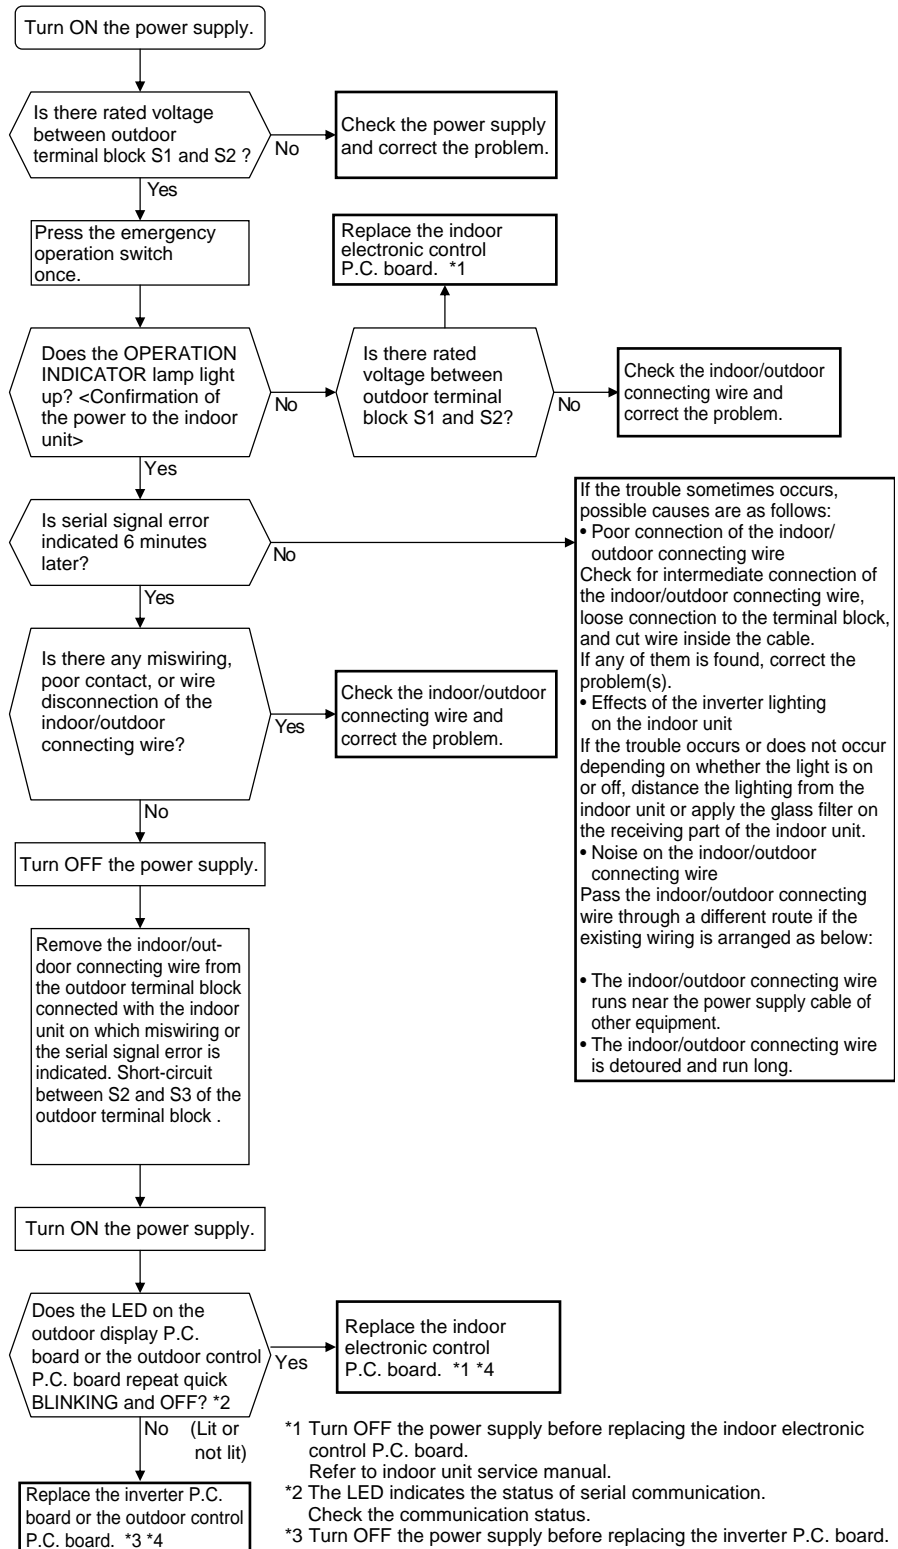 Turn ON the power supply.
Is there rated voltage
between outdoor
terminal block S1 and S2 ?
No
Check the power supply
and correct the problem.
Yes
Press the emergency
operation switch
once.
Replace the indoor
electronic control
P.C. board.  *1
Does the OPERATION
INDICATOR lamp light
up? <Confirmation of
the power to the indoor
unit>
No
Is there rated
voltage between
outdoor terminal
block S1 and S2?
No
Check the indoor/outdoor
connecting wire and
correct the problem.
Yes
Is serial signal error
indicated 6 minutes
later?
No
If the trouble sometimes occurs,
possible causes are as follows:
• Poor connection of the indoor/
outdoor connecting wire
Check for intermediate connection of
the indoor/outdoor connecting wire,
loose connection to the terminal block,
and cut wire inside the cable.
If any of them is found, correct the
problem(s).
• Effects of the inverter lighting
on the indoor unit
If the trouble occurs or does not occur
depending on whether the light is on
or off, distance the lighting from the
indoor unit or apply the glass filter on
the receiving part of the indoor unit.
• Noise on the indoor/outdoor
connecting wire
Pass the indoor/outdoor connecting
wire through a different route if the
existing wiring is arranged as below:
• The indoor/outdoor connecting wire
runs near the power supply cable of
other equipment.
• The indoor/outdoor connecting wire
is detoured and run long.
Yes
Is there any miswiring,
poor contact, or wire
disconnection of the
indoor/outdoor
connecting wire?
Yes
Check the indoor/outdoor
connecting wire and
correct the problem.
No
Turn OFF the power supply.
Remove the indoor/out-
door connecting wire from
the outdoor terminal block
connected with the indoor
unit on which miswiring or
the serial signal error is
indicated. Short-circuit
between S2 and S3 of the
outdoor terminal block .
Turn ON the power supply.
Does the LED on the
outdoor display P.C.
board or the outdoor control
P.C. board repeat quick
BLINKING and OFF? *2
Yes
Replace the indoor
electronic control
P.C. board.  *1 *4
No (Lit or
not lit)
Replace the inverter P.C.
board or the outdoor control
P.C. board.  *3 *4
*1 Turn OFF the power supply before replacing the indoor electronic
control P.C. board.
Refer to indoor unit service manual.
*2 The LED indicates the status of serial communication.
Check the communication status.
*3 Turn OFF the power supply before replacing the inverter P.C. board.